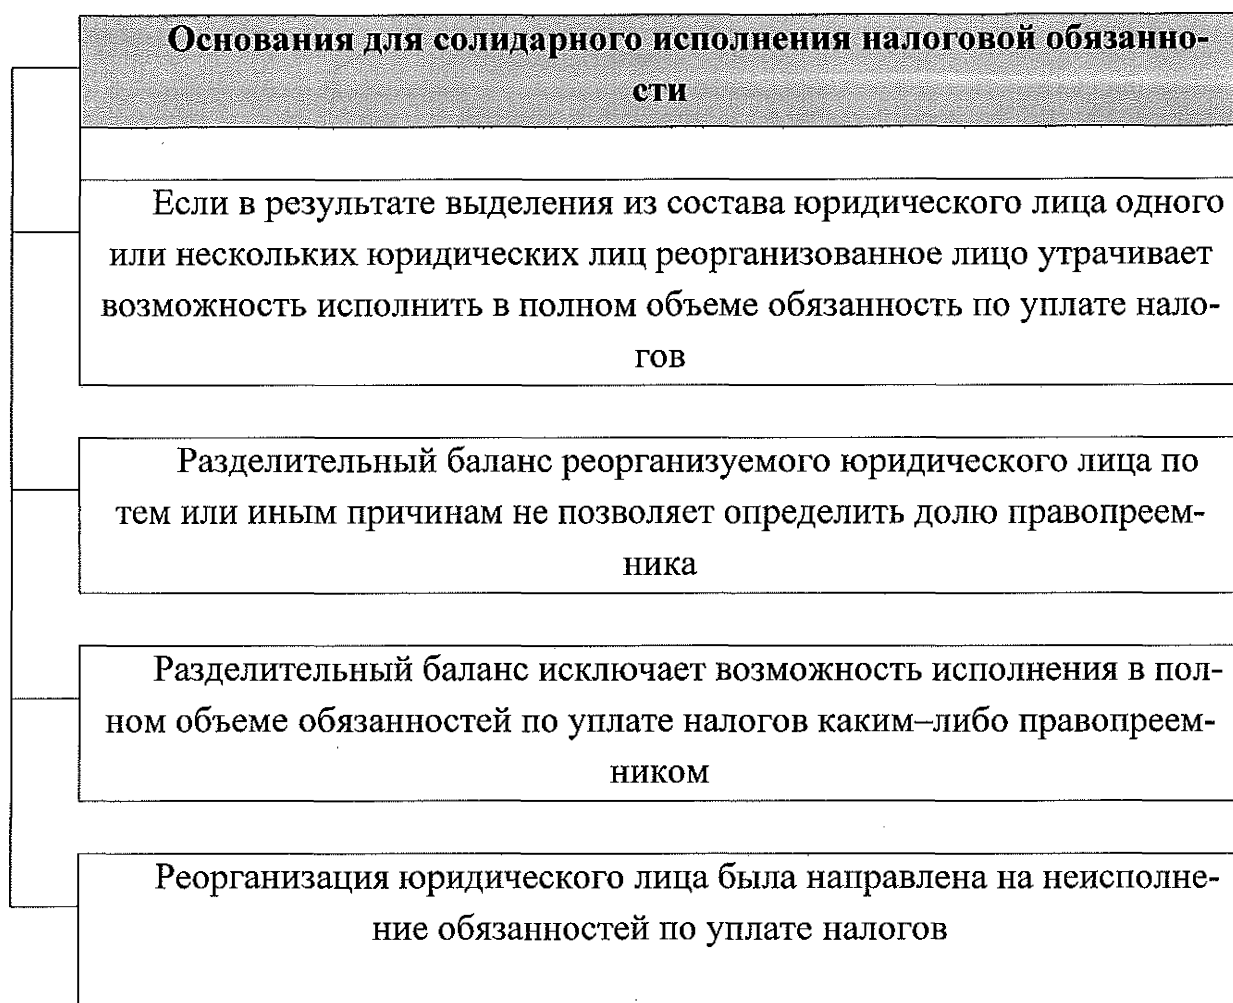 Основания для солидарного исполнения налоговой обязанно-
сти
Если в результате выделения из состава юридического лица одного
или нескольких юридических лиц реорганизованное лицо утрачивает
возможность исполнить в полном объеме обязанность по уплате нало-
гов
Разделительный баланс реорганизуемого юридического лица по
тем или иным причинам не позволяет определить долю правопреем-
ника
Разделительный баланс исключает возможность исполнения в пол-
ном объеме обязанностей по уплате налогов каким–либо правопреем-
ником
Реорганизация юридического лица была направлена на неисполне-
ние обязанностей по уплате налогов